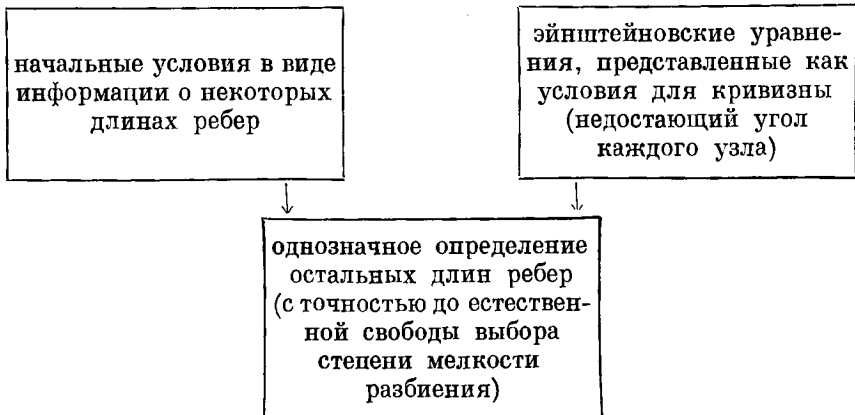 начальные условия в виде
информации о некоторых
длинах ребер
эйнштейновские уравне-
ния, представленные как
условия для кривизны
(недостающий угол
каждого узла)
однозначное определение
остальных длин ребер
(с точностью до естествен-
ной свободы выбора
степени мелкости
разбиения)